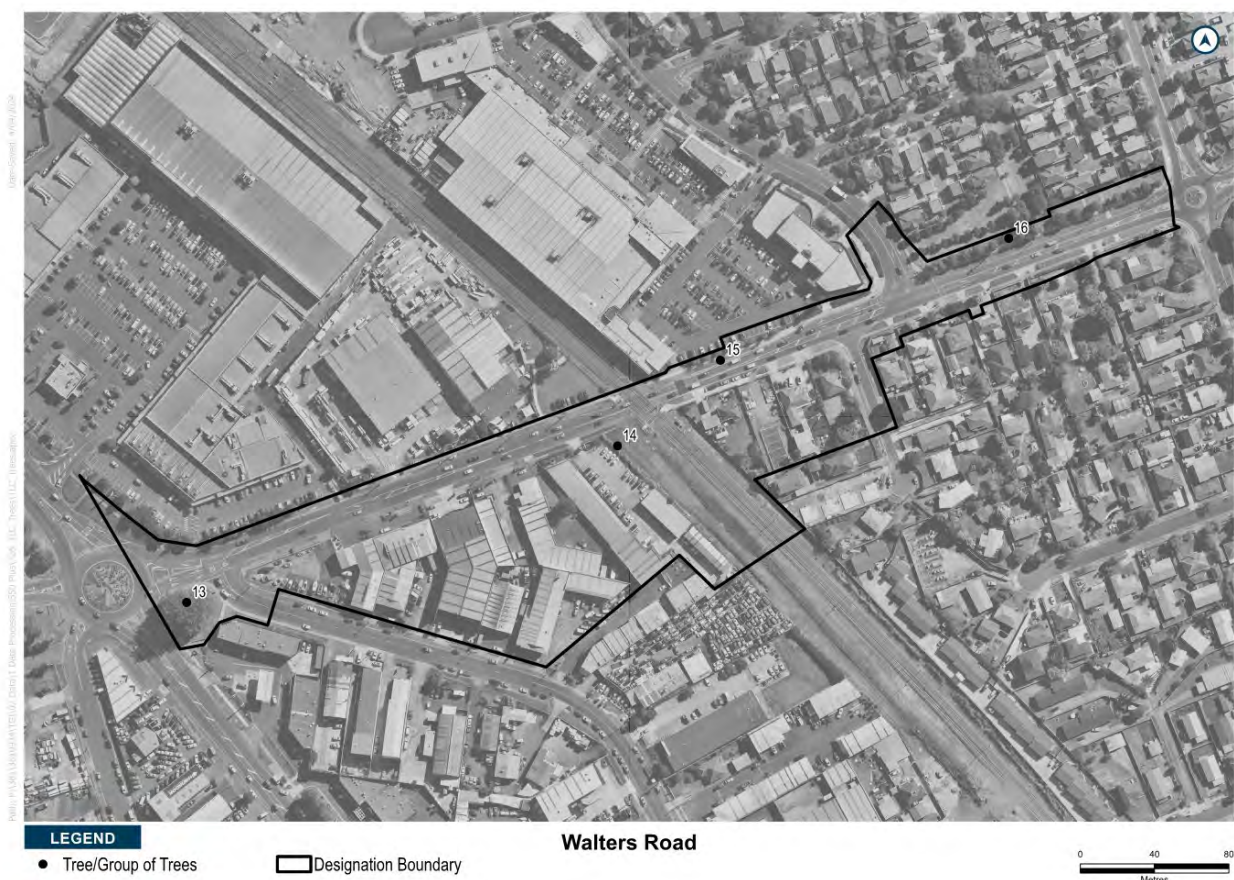 16
15
14
13
LEGEND
Tree/Group of Trees
Designation Boundary
Walters Road
0 40 80
Metres